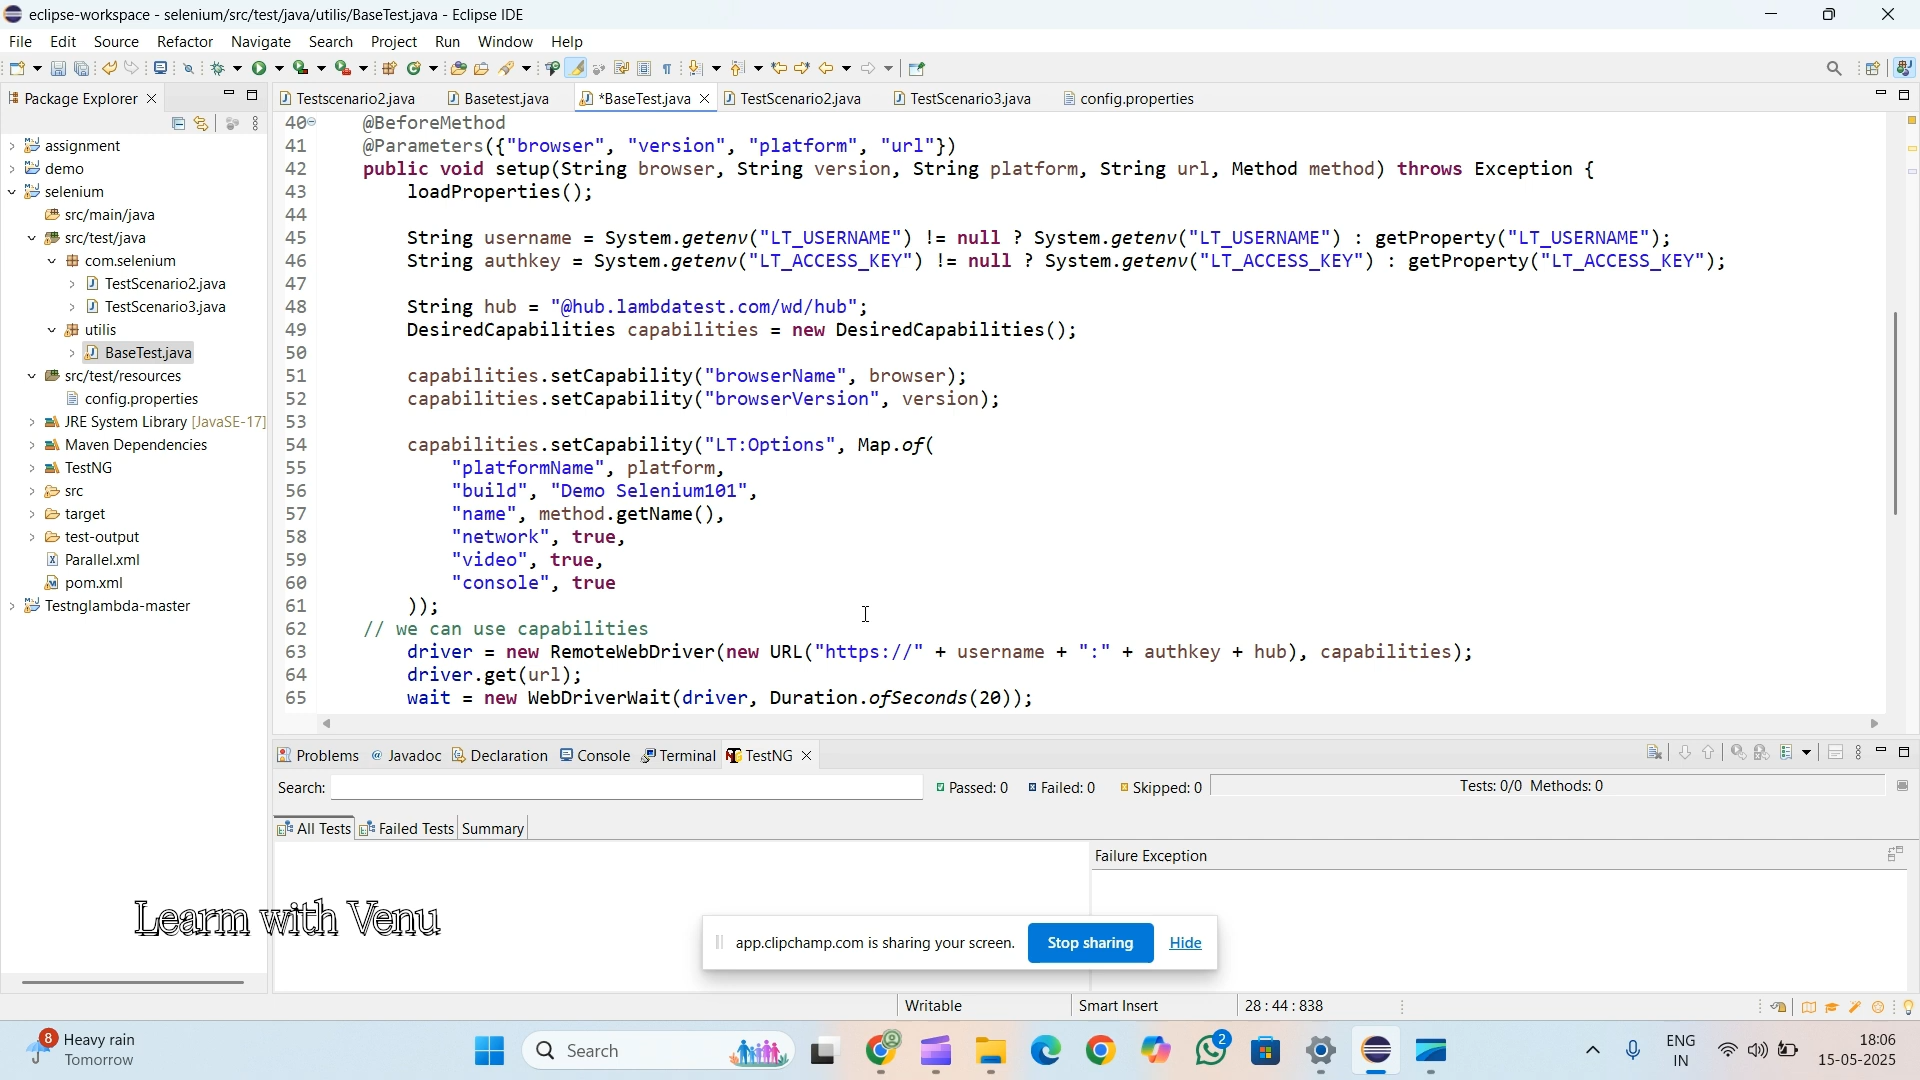 eclipse-workspace - selenium/src/test/java/utilis/BaseTest.java - Eclipse IDE
File Edit Source Refactor Navigate Search Project Run Window Help
Package Explorer
Testscenario2.java Basetest.java *BaseTest.java TestScenario2.java TestScenario3.java config.properties
assignment
demo
selenium
src/main/java
src/test/java
com.selenium
TestScenario2.java
TestScenario3.java
utilis
BaseTest.java
src/test/resources
config.properties
JRE System Library [JavaSE-17]
Maven Dependencies
TestNG
src
target
test-output
Parallel.xml
pom.xml
Testnglambda-master
40 @BeforeMethod
41 @Parameters({"browser", "version", "platform", "url"})
42 public void setup(String browser, String version, String platform, String url, Method method) throws Exception {
43 loadProperties();
44
45 String username = System.getenv("LT_USERNAME") != null ? System.getenv("LT_USERNAME") : getProperty("LT_USERNAME");
46 String authkey = System.getenv("LT_ACCESS_KEY") != null ? System.getenv("LT_ACCESS_KEY") : getProperty("LT_ACCESS_KEY");
47
48 String hub = "@hub.lambdatest.com/wd/hub";
49 DesiredCapabilities capabilities = new DesiredCapabilities();
50
51 capabilities.setCapability("browserName", browser);
52 capabilities.setCapability("browserVersion", version);
53
54 capabilities.setCapability("LT:Options", Map.of(
55 "platformName", platform,
56 "build", "Demo Selenium101",
57 "name", method.getName(),
58 "network", true,
59 "video", true,
60 "console", true
61 ));
62 // we can use capabilities
63 driver = new RemoteWebDriver(new URL("https://" + username + ":" + authkey + hub), capabilities);
64 driver.get(url);
65 wait = new WebDriverWait(driver, Duration.ofSeconds(20));
Problems Javadoc Declaration Console Terminal TestNG
Search: Passed: 0 Failed: 0 Skipped: 0 Tests: 0/0 Methods: 0
All Tests Failed Tests Summary
Failure Exception
Learm with Venu
app.clipchamp.com is sharing your screen. Stop sharing Hide
Writable Smart Insert 28 : 44 : 838
8 Heavy rain
Tomorrow
Search
2
ENG
IN
18:06
15-05-2025